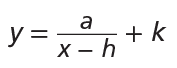 y = a / (x − h) + k